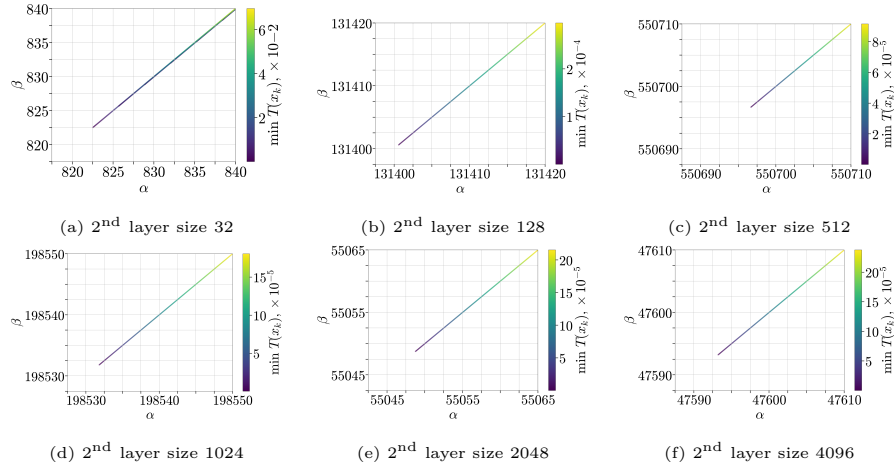 840
835
830
825
820
β
820
825
830
835
840
α
2
4
6
min T(x_k), × 10−2
(a) 2nd layer size 32
131420
131410
131400
β
131400
131410
131420
α
1
2
min T(x_k), × 10^-4
(b) 2nd layer size 128
550710
550700
550690
β
550690
550700
550710
α
2
4
6
8
min T(x_k), × 10^-5
(c) 2nd layer size 512
198550
198540
198530
β
198530
198540
198550
α
5
10
15
min T(x_k), × 10^-5
(d) 2nd layer size 1024
55065
55055
55045
β
55045
55055
55065
α
5
10
15
20
min T(x_k), × 10^-5
(e) 2nd layer size 2048
47610
47600
47590
β
47590
47600
47610
α
5
10
15
20
min T(x_k), × 10^-5
(f) 2nd layer size 4096